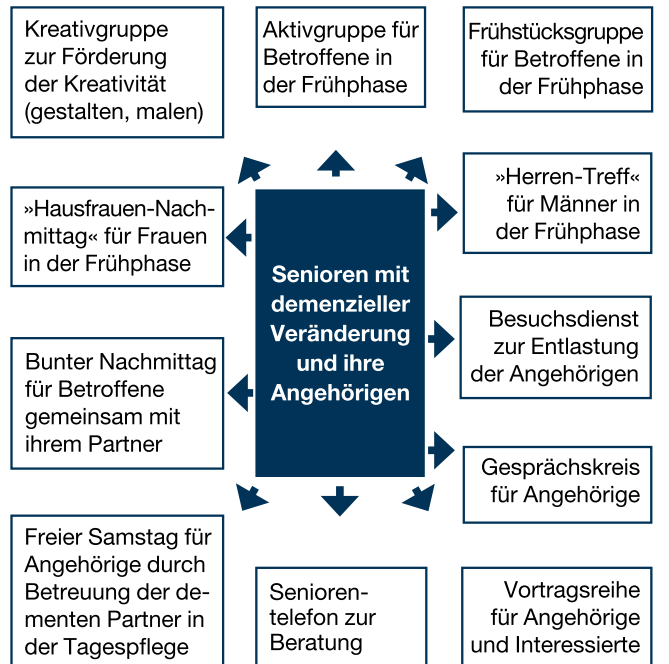 Kreativgruppe
zur Förderung
der Kreativität
(gestalten, malen)
Aktivgruppe für
Betroffene in
der Frühphase
Frühstücksgruppe
für Betroffene in
der Frühphase
»Hausfrauen-Nach-
mittag« für Frauen
in der Frühphase
»Herren-Treff«
für Männer in
der Frühphase
Senioren mit
demenzieller
Veränderung
und ihre
Angehörigen
Besuchsdienst
zur Entlastung
der Angehörigen
Bunter Nachmittag
für Betroffene
gemeinsam mit
ihrem Partner
Gesprächskreis
für Angehörige
Freier Samstag für
Angehörige durch
Betreuung der de-
menten Partner in
der Tagespflege
Senioren-
telefon zur
Beratung
Vortragsreihe
für Angehörige
und Interessierte